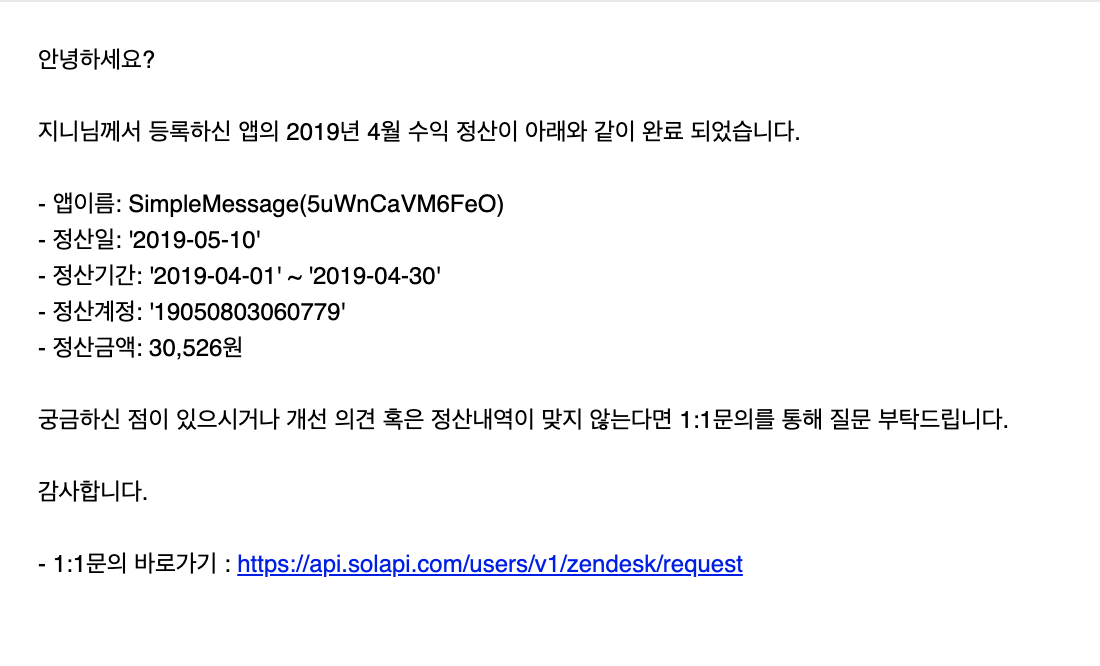 안녕하세요?
지니님께서 등록하신 앱의 2019년 4월 수익 정산이 아래와 같이 완료 되었습니다.
- 앱이름: SimpleMessage(5uWnCaVM6FeO)
- 정산일: '2019-05-10'
- 정산기간: '2019-04-01' ~ '2019-04-30'
- 정산계정: '19050803060779'
- 정산금액: 30,526원
궁금하신 점이 있으시거나 개선 의견 혹은 정산내역이 맞지 않는다면 1:1문의를 통해 질문 부탁드립니다.
감사합니다.
- 1:1문의 바로가기 : https://api.solapi.com/users/v1/zendesk/request